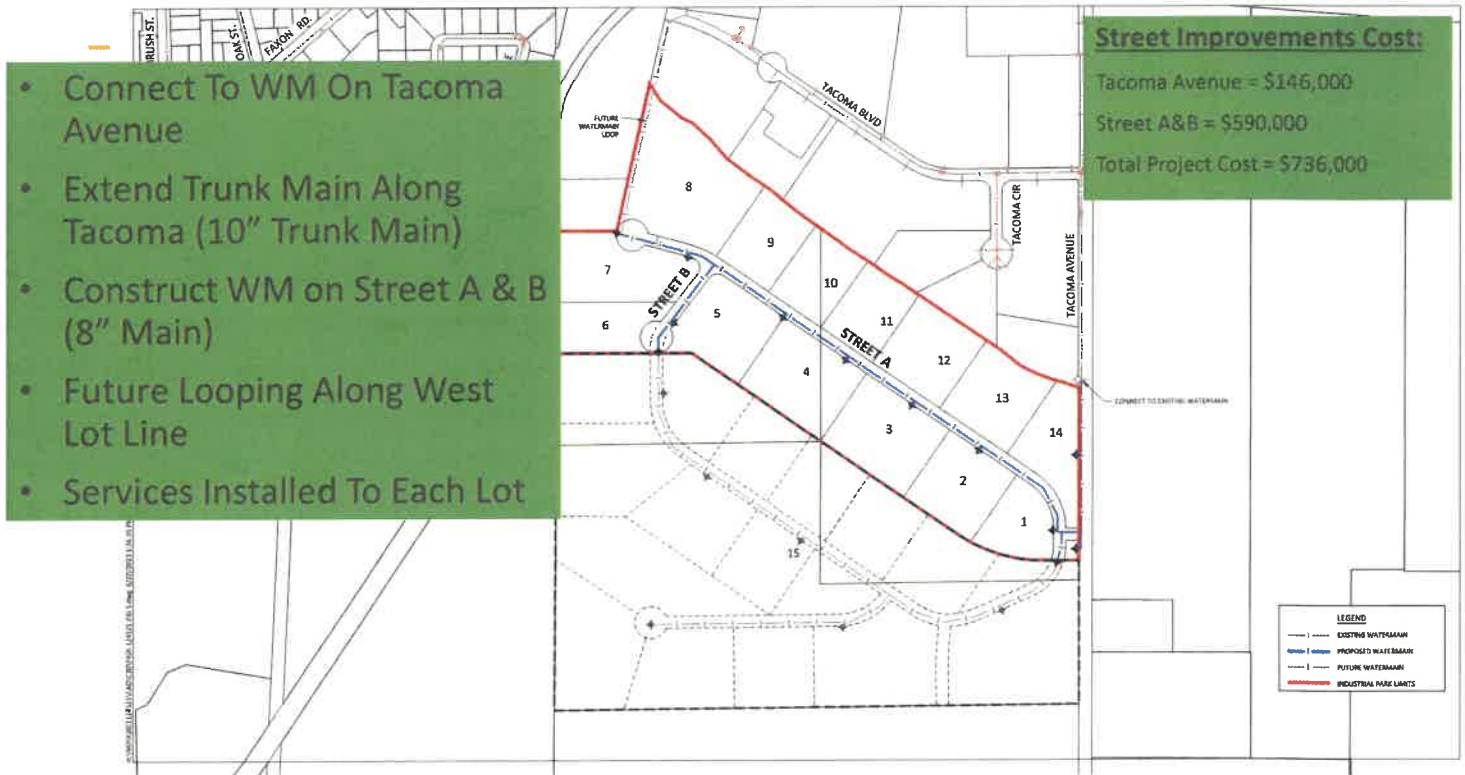 • Connect To WM On Tacoma
Avenue
• Extend Trunk Main Along
Tacoma (10” Trunk Main)
• Construct WM on Street A & B
(8” Main)
• Future Looping Along West
Lot Line
• Services Installed To Each Lot
Street Improvements Cost:
Tacoma Avenue = $146,000
Street A&B = $590,000
Total Project Cost = $736,000
OAK ST.
FAXON RD.
FUTURE
WATERMAIN
LOOP
TACOMA BLVD
TACOMA CIR
TACOMA AVENUE
STREET B
STREET A
8
9
10
11
12
13
14
7
6
5
4
3
2
1
15
CONNECT TO EXISTING WATERMAIN
LEGEND
EXISTING WATERMAIN
PROPOSED WATERMAIN
FUTURE WATERMAIN
INDUSTRIAL PARK LIMITS